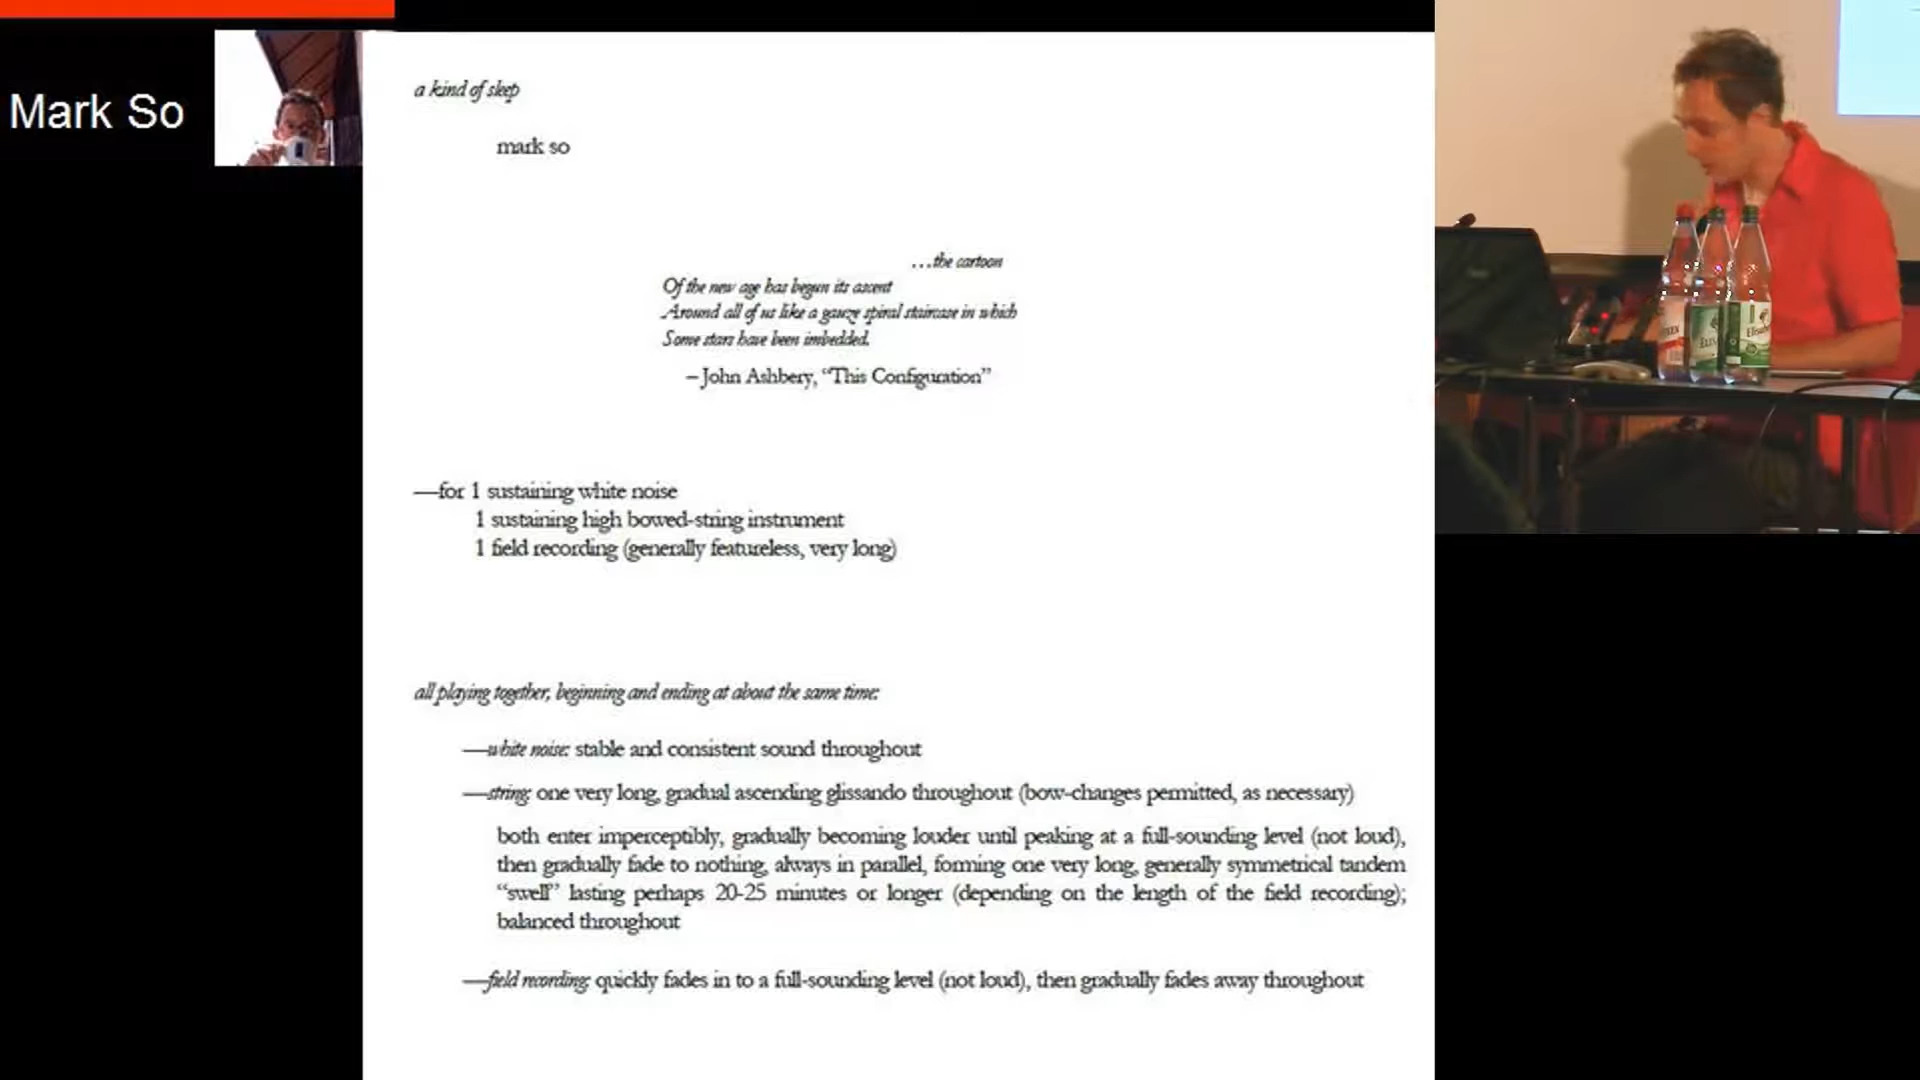 Mark So
a kind of sleep
mark so
…the cartoon
Of the new age has begun its ascent
Around all of us like a gauze spiral staircase in which
Some stars have been imbedded.
– John Ashbery, “This Configuration”
—for 1 sustaining white noise
1 sustaining high bowed-string instrument
1 field recording (generally featureless, very long)
all playing together, beginning and ending at about the same time:
—white noise: stable and consistent sound throughout
—string: one very long, gradual ascending glissando throughout (bow-changes permitted, as necessary)
both enter imperceptibly, gradually becoming louder until peaking at a full-sounding level (not loud),
then gradually fade to nothing, always in parallel, forming one very long, generally symmetrical tandem
“swell” lasting perhaps 20-25 minutes or longer (depending on the length of the field recording);
balanced throughout
—field recording: quickly fades in to a full-sounding level (not loud), then gradually fades away throughout